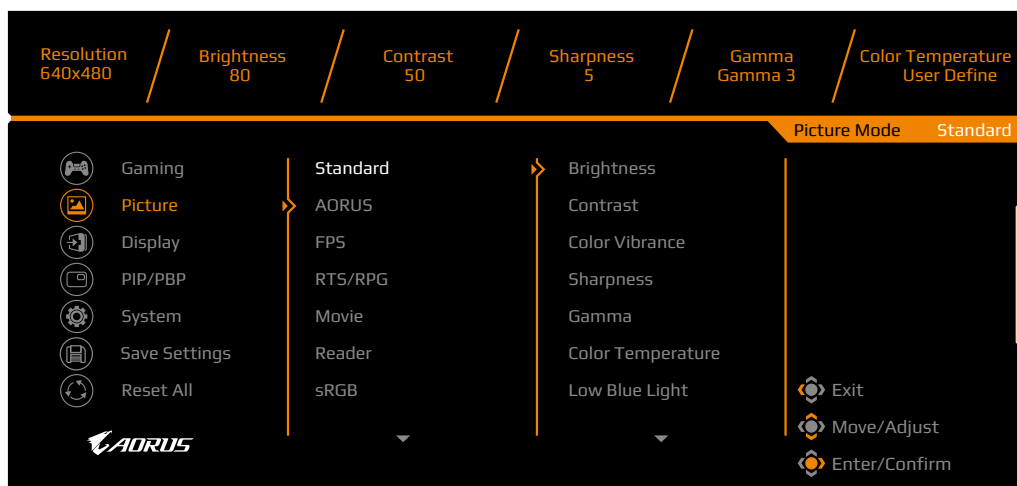 Resolution
640x480
Brightness
80
Contrast
50
Sharpness
5
Gamma
Gamma 3
Color Temperature
User Define
Picture Mode Standard
Gaming
Picture
Display
PIP/PBP
System
Save Settings
Reset All
AORUS
Standard
AORUS
FPS
RTS/RPG
Movie
Reader
sRGB
Brightness
Contrast
Color Vibrance
Sharpness
Gamma
Color Temperature
Low Blue Light
Exit
Move/Adjust
Enter/Confirm